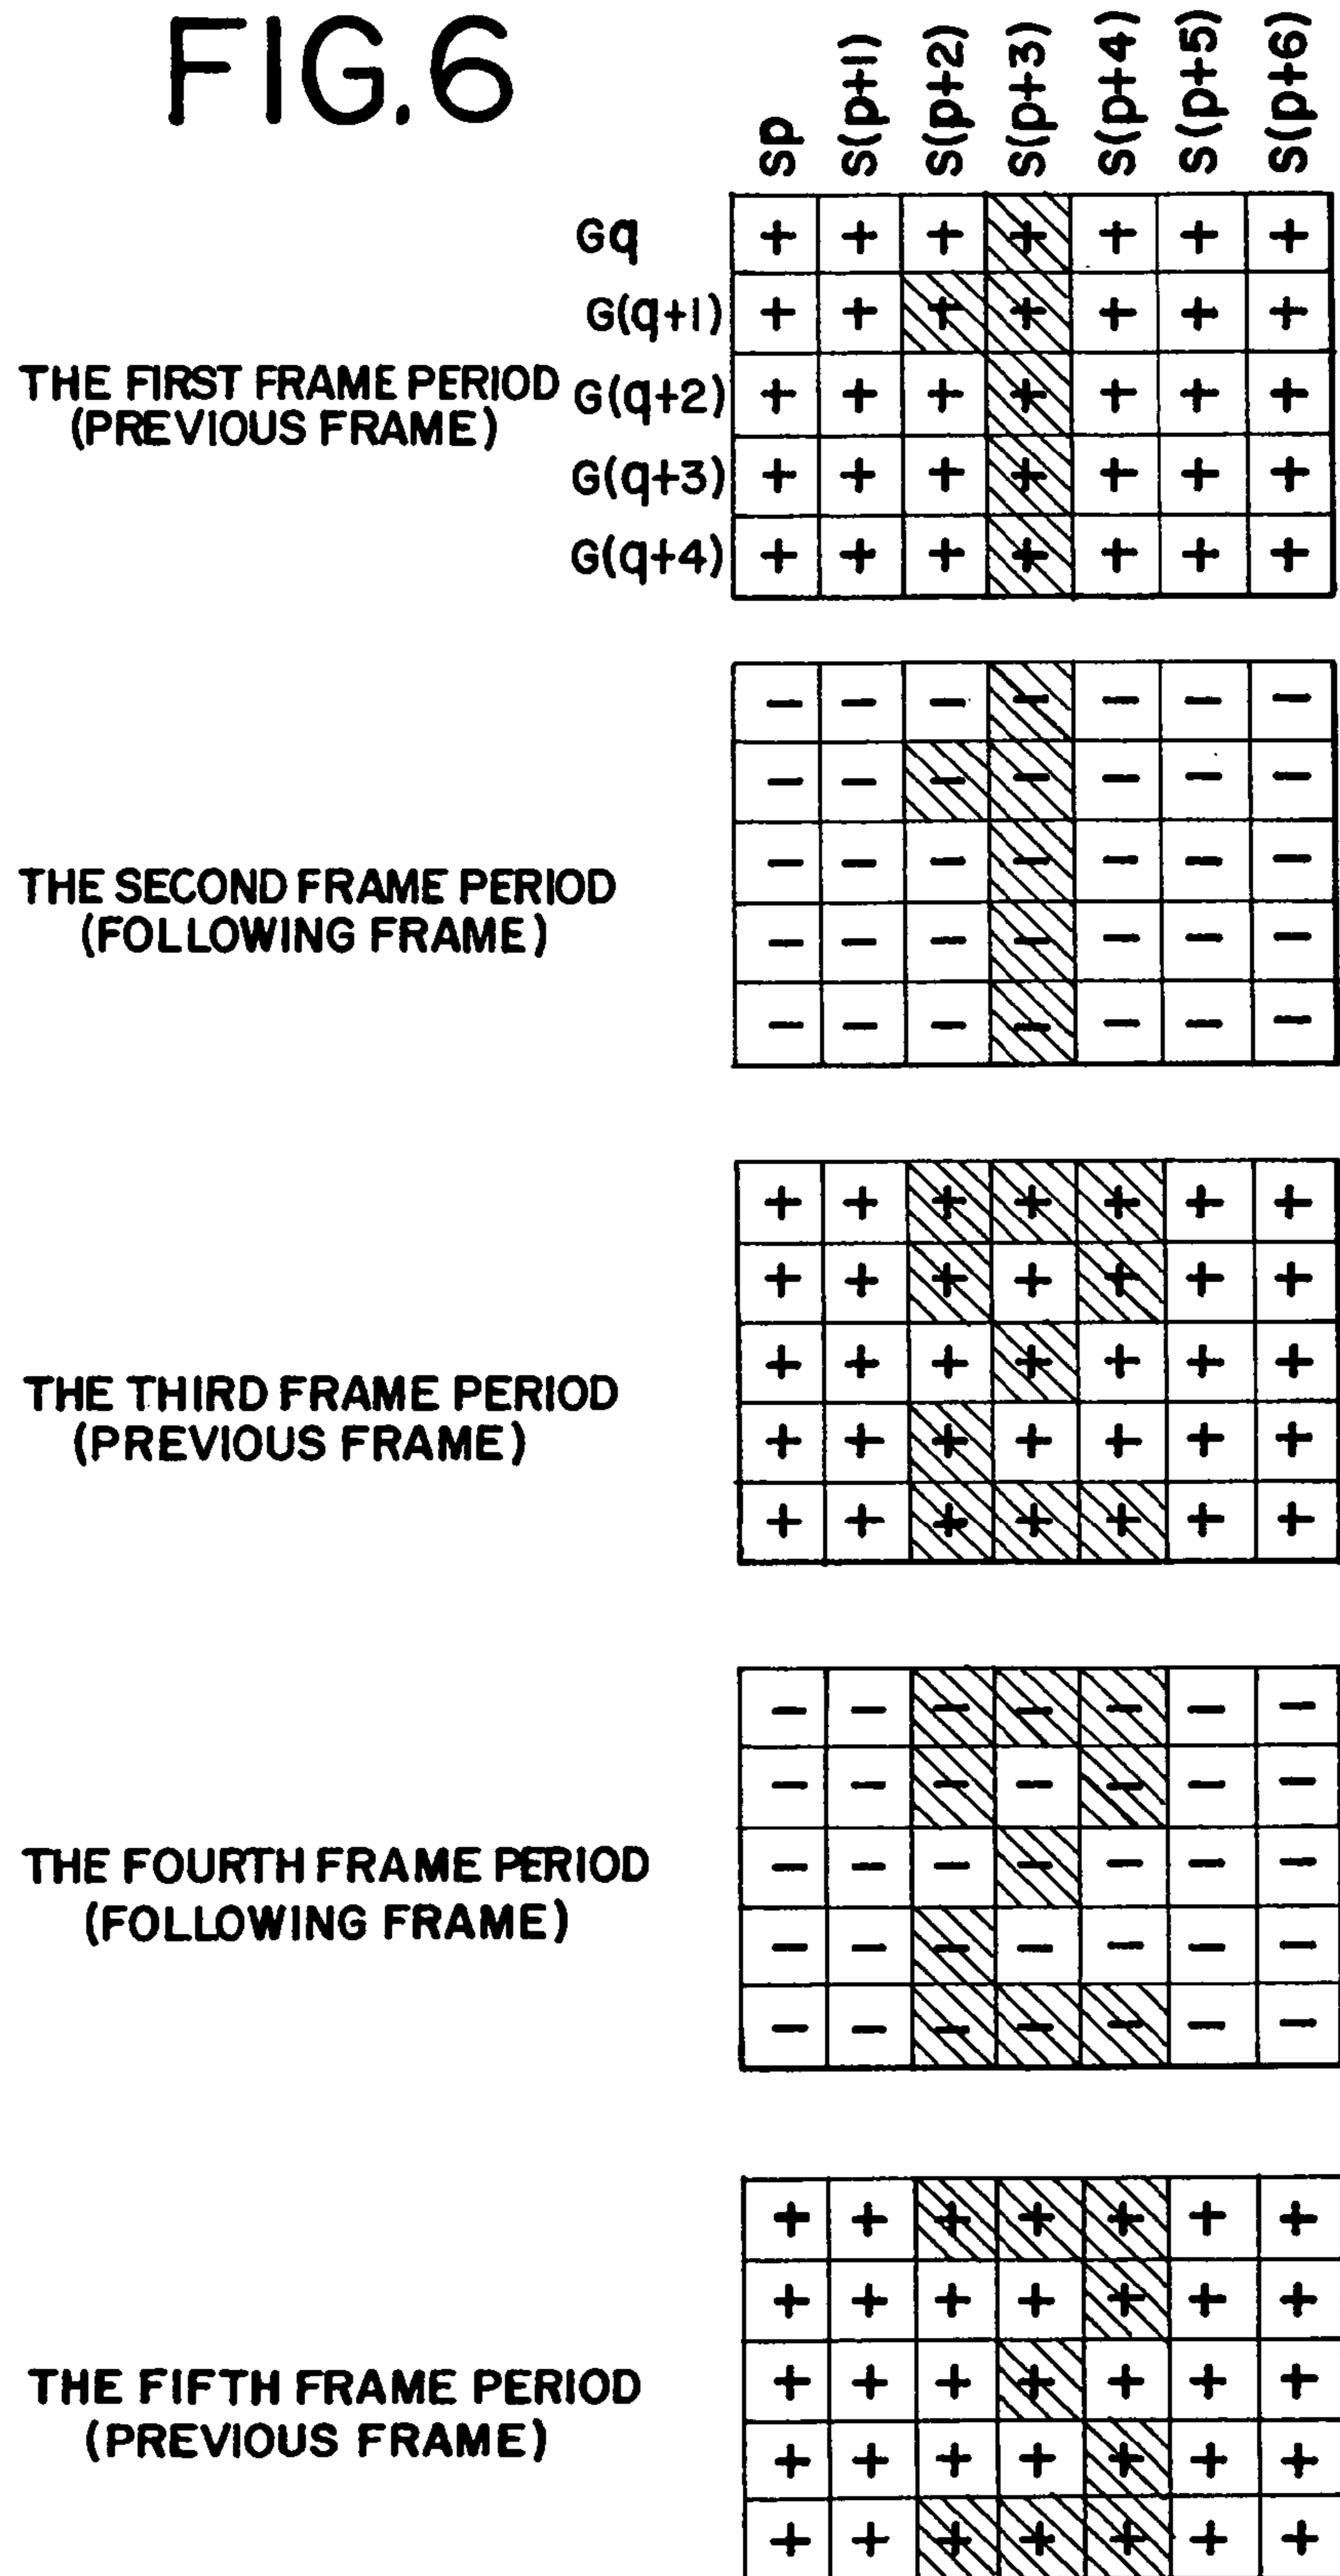 FIG.6
Sp S(p+1) S(p+2) S(p+3) S(p+4) S(p+5) S(p+6)
Gq + + + + + + +
G(q+1) + + + + + + +
THE FIRST FRAME PERIOD
(PREVIOUS FRAME)
G(q+2) + + + + + + +
G(q+3) + + + + + + +
G(q+4) + + + + + + +
− − − − − − −
− − − − − − −
− − − − − − −
− − − − − − −
− − − − − − −
THE SECOND FRAME PERIOD
(FOLLOWING FRAME)
+ + + + + + +
+ + + + + + +
+ + + + + + +
+ + + + + + +
+ + + + + + +
THE THIRD FRAME PERIOD
(PREVIOUS FRAME)
− − − − − − −
− − − − − − −
− − − − − − −
− − − − − − −
− − − − − − −
THE FOURTH FRAME PERIOD
(FOLLOWING FRAME)
+ + + + + + +
+ + + + + + +
+ + + + + + +
+ + + + + + +
+ + + + + + +
THE FIFTH FRAME PERIOD
(PREVIOUS FRAME)